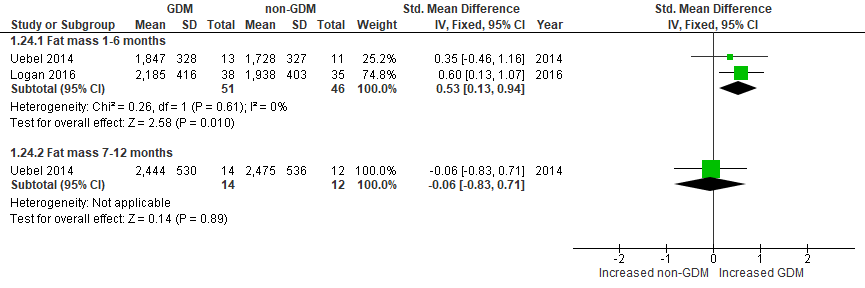 GDM non-GDM Std. Mean Difference Std. Mean Difference
Study or Subgroup Mean SD Total Mean SD Total Weight IV, Fixed, 95% CI Year IV, Fixed, 95% CI
1.24.1 Fat mass 1-6 months
Uebel 2014 1,847 328 13 1,728 327 11 25.2% 0.35 [-0.46, 1.16] 2014
Logan 2016 2,185 416 38 1,938 403 35 74.8% 0.60 [0.13, 1.07] 2016
Subtotal (95% CI) 51 46 100.0% 0.53 [0.13, 0.94]
Heterogeneity: Chi² = 0.26, df = 1 (P = 0.61); I² = 0%
Test for overall effect: Z = 2.58 (P = 0.010)
1.24.2 Fat mass 7-12 months
Uebel 2014 2,444 530 14 2,475 536 12 100.0% -0.06 [-0.83, 0.71] 2014
Subtotal (95% CI) 14 12 100.0% -0.06 [-0.83, 0.71]
Heterogeneity: Not applicable
Test for overall effect: Z = 0.14 (P = 0.89)
-2 -1 0 1 2
Increased non-GDM Increased GDM